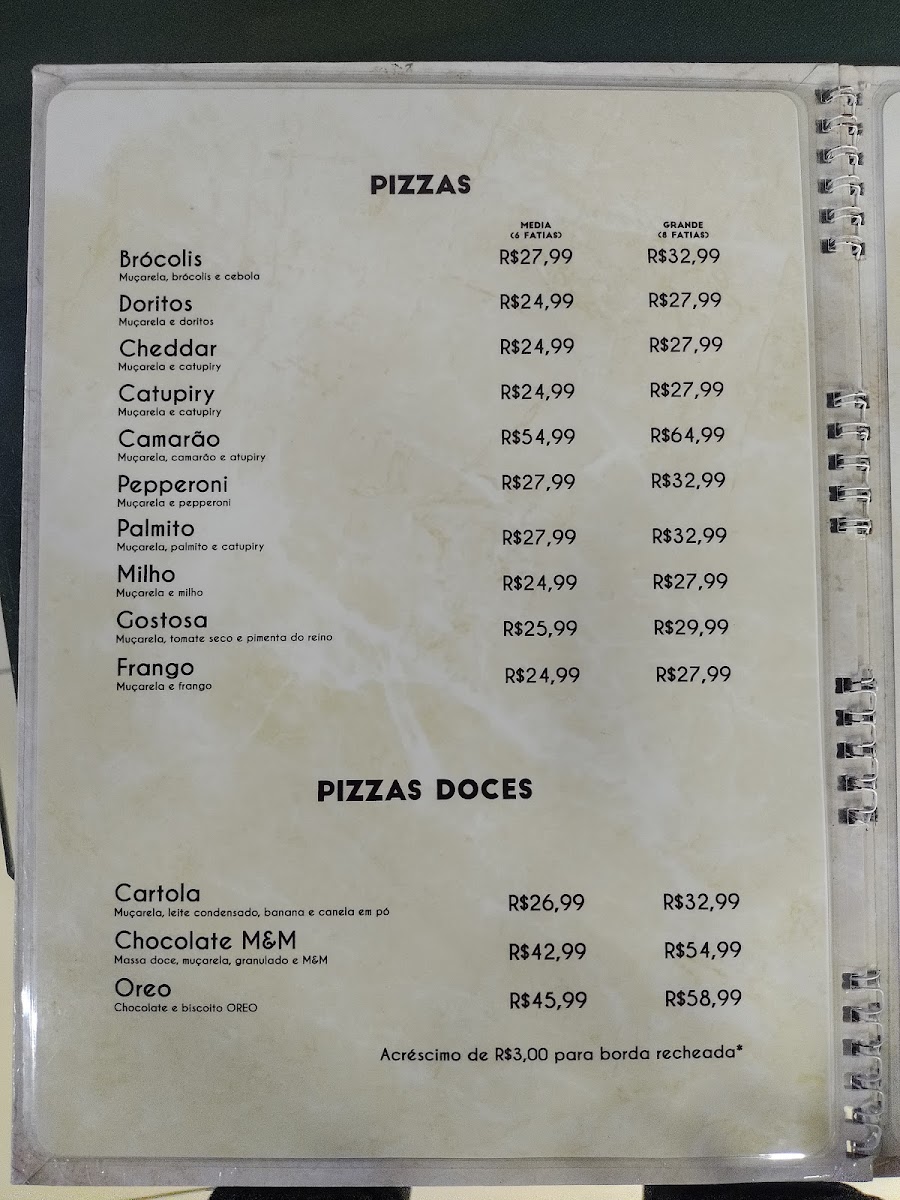 PIZZAS
MEDIA GRANDE
(6 FATIAS) (8 FATIAS)
Brócolis R$27,99 R$32,99
Muçarela, brócolis e cebola
Doritos R$24,99 R$27,99
Muçarela e doritos
Cheddar R$24,99 R$27,99
Muçarela e catupiry
Catupiry R$24,99 R$27,99
Muçarela e catupiry
Camarão R$54,99 R$64,99
Muçarela, camarão e atupiry
Pepperoni R$27,99 R$32,99
Muçarela e pepperoni
Palmito R$27,99 R$32,99
Muçarela, palmito e catupiry
Milho R$24,99 R$27,99
Muçarela e milho
Gostosa R$25,99 R$29,99
Muçarela, tomate seco e pimenta do reino
Frango R$24,99 R$27,99
Muçarela e frango
PIZZAS DOCES
Cartola R$26,99 R$32,99
Muçarela, leite condensado, banana e canela em pó
Chocolate M&M R$42,99 R$54,99
Massa doce, muçarela, granulado e M&M
Oreo R$45,99 R$58,99
Chocolate e biscoito OREO
Acréscimo de R$3,00 para borda recheada*